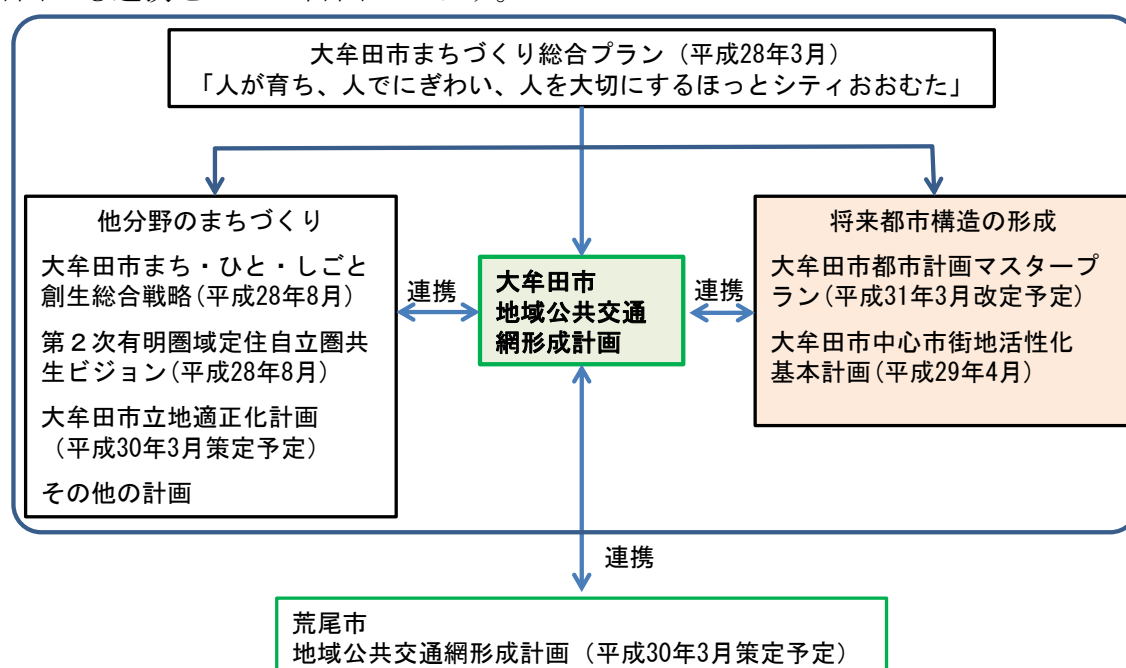 大牟田市まちづくり総合プラン（平成28年3月）
「人が育ち、人でにぎわい、人を大切にするほっとシティおおむた」
他分野のまちづくり
大牟田市まち・ひと・しごと
創生総合戦略(平成28年8月)
第２次有明圏域定住自立圏共
生ビジョン(平成28年8月)
大牟田市立地適正化計画
（平成30年3月策定予定）
その他の計画
連携
大牟田市
地域公共交通
網形成計画
連携
将来都市構造の形成
大牟田市都市計画マスタープ
ラン(平成31年3月改定予定)
大牟田市中心市街地活性化
基本計画(平成29年4月)
連携
荒尾市
地域公共交通網形成計画（平成30年3月策定予定）